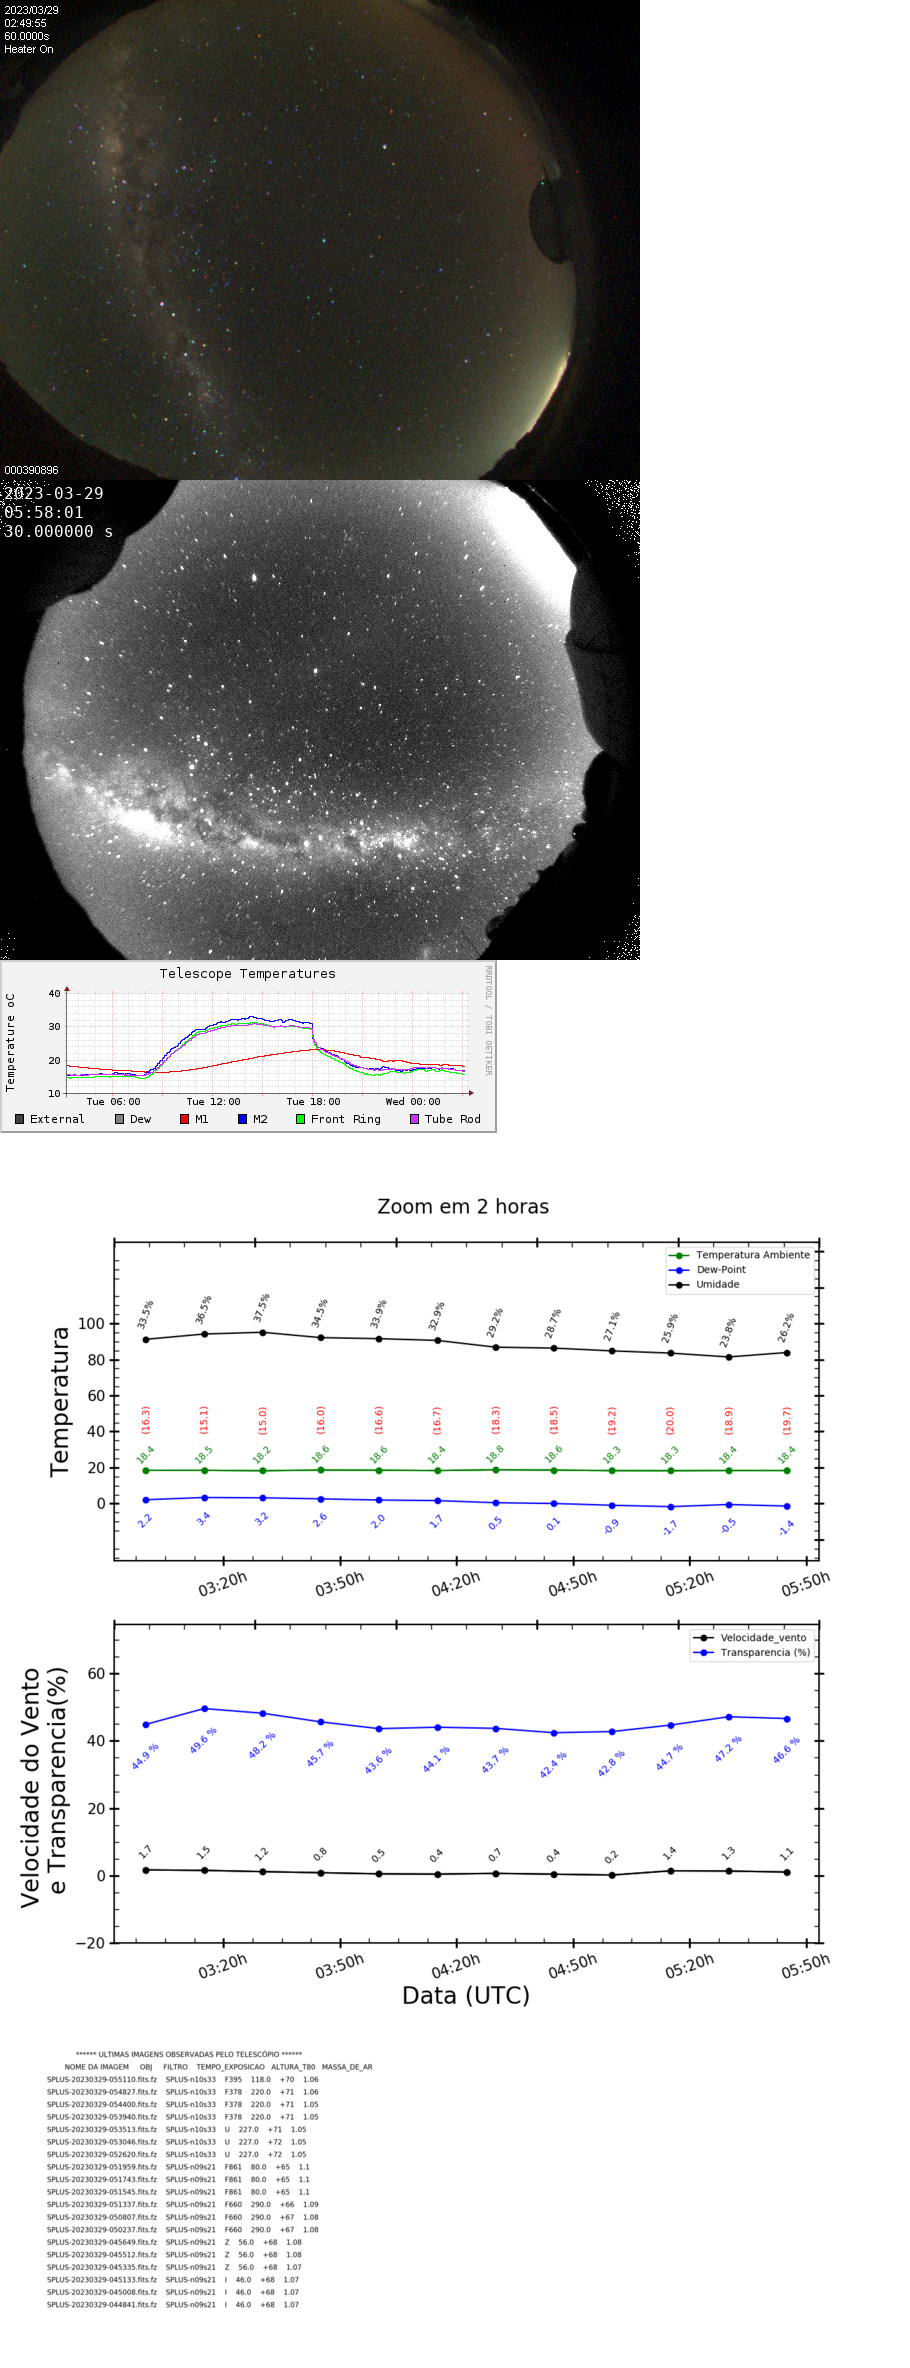 2023/03/29
02:49:55
60.0000s
Heater On
000390896
2023-03-29
05:58:01
30.000000 s
Telescope Temperatures
RRDTOOL / TOBI OETIKER
Temperature oC
40
30
20
10
Tue 06:00 Tue 12:00 Tue 18:00 Wed 00:00
External Dew M1 M2 Front Ring Tube Rod
Zoom em 2 horas
Temperatura Ambiente
Dew-Point
Umidade
Temperatura
100
80
60
40
20
0
33.5% 36.5% 37.5% 34.5% 33.9% 32.9% 29.2% 28.7% 27.1% 25.9% 23.8% 26.2%
(16.3) (15.1) (15.0) (16.0) (16.6) (16.7) (18.3) (18.5) (19.2) (20.0) (18.9) (19.7)
18.4 18.5 18.2 18.6 18.6 18.4 18.8 18.6 18.3 18.3 18.4 18.4
2.2 3.4 3.2 2.6 2.0 1.7 0.5 0.1 -0.9 -1.7 -0.5 -1.4
03:20h 03:50h 04:20h 04:50h 05:20h 05:50h
Velocidade_vento
Transparencia (%)
Velocidade do Vento
e Transparencia(%)
60
40
20
0
−20
44.9 % 49.6 % 48.2 % 45.7 % 43.6 % 44.1 % 43.7 % 42.4 % 42.8 % 44.7 % 47.2 % 46.6 %
1.7 1.5 1.2 0.8 0.5 0.4 0.7 0.4 0.2 1.4 1.3 1.1
03:20h 03:50h 04:20h 04:50h 05:20h 05:50h
Data (UTC)
****** ULTIMAS IMAGENS OBSERVADAS PELO TELESCÓPIO ******
NOME DA IMAGEM OBJ FILTRO TEMPO_EXPOSICAO ALTURA_T80 MASSA_DE_AR
SPLUS-20230329-055110.fits.fz SPLUS-n10s33 F395 118.0 +70 1.06
SPLUS-20230329-054827.fits.fz SPLUS-n10s33 F378 220.0 +71 1.06
SPLUS-20230329-054400.fits.fz SPLUS-n10s33 F378 220.0 +71 1.05
SPLUS-20230329-053940.fits.fz SPLUS-n10s33 F378 220.0 +71 1.05
SPLUS-20230329-053513.fits.fz SPLUS-n10s33 U 227.0 +71 1.05
SPLUS-20230329-053046.fits.fz SPLUS-n10s33 U 227.0 +72 1.05
SPLUS-20230329-052620.fits.fz SPLUS-n10s33 U 227.0 +72 1.05
SPLUS-20230329-051959.fits.fz SPLUS-n09s21 F861 80.0 +65 1.1
SPLUS-20230329-051743.fits.fz SPLUS-n09s21 F861 80.0 +65 1.1
SPLUS-20230329-051545.fits.fz SPLUS-n09s21 F861 80.0 +65 1.1
SPLUS-20230329-051337.fits.fz SPLUS-n09s21 F660 290.0 +66 1.09
SPLUS-20230329-050807.fits.fz SPLUS-n09s21 F660 290.0 +67 1.08
SPLUS-20230329-050237.fits.fz SPLUS-n09s21 F660 290.0 +67 1.08
SPLUS-20230329-045649.fits.fz SPLUS-n09s21 Z 56.0 +68 1.08
SPLUS-20230329-045512.fits.fz SPLUS-n09s21 Z 56.0 +68 1.08
SPLUS-20230329-045335.fits.fz SPLUS-n09s21 Z 56.0 +68 1.07
SPLUS-20230329-045133.fits.fz SPLUS-n09s21 I 46.0 +68 1.07
SPLUS-20230329-045008.fits.fz SPLUS-n09s21 I 46.0 +68 1.07
SPLUS-20230329-044841.fits.fz SPLUS-n09s21 I 46.0 +68 1.07